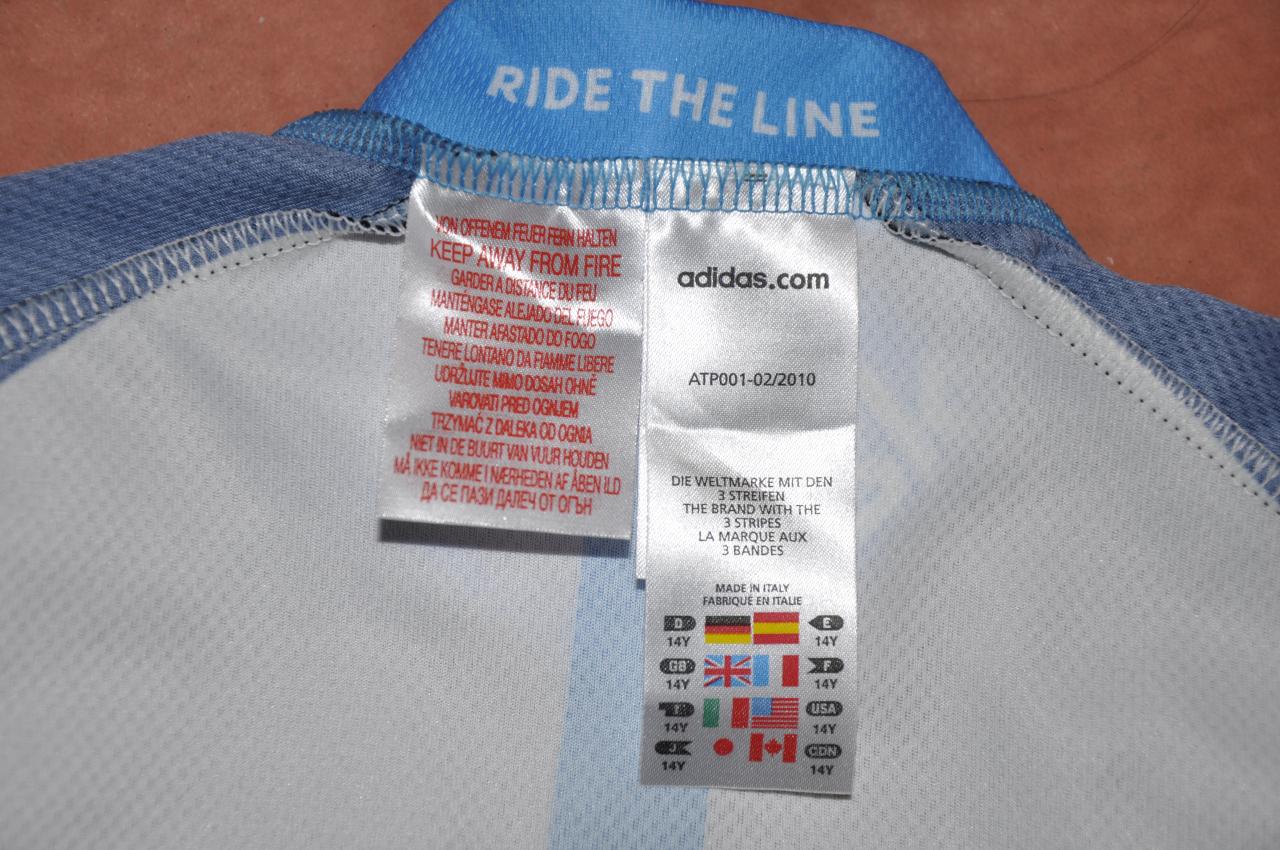 RIDE THE LINE
VON OFFENEM FEUER FERN HALTEN
KEEP AWAY FROM FIRE
GARDER A DISTANCE DU FEU
MANTÉNGASE ALEJADO DEL FUEGO
MANTER AFASTADO DO FOGO
TENERE LONTANO DA FIAMME LIBERE
UDRŽUJTE MIMO DOSAH OHNĚ
VAROVATI PRED OGNJEM
TRZYMAĆ Z DALEKA OD OGNIA
NIET IN DE BUURT VAN VUUR HOUDEN
MÅ IKKE KOMME I NÆRHEDEN AF ÅBEN ILD
ДА СЕ ПАЗИ ДАЛЕЧ ОТ ОГЪН
adidas.com
ATP001-02/2010
DIE WELTMARKE MIT DEN
3 STREIFEN
THE BRAND WITH THE
3 STRIPES
LA MARQUE AUX
3 BANDES
MADE IN ITALY
FABRIQUÉ EN ITALIE
D E
14Y 14Y
GB F
14Y 14Y
I USA
14Y 14Y
J CDN
14Y 14Y